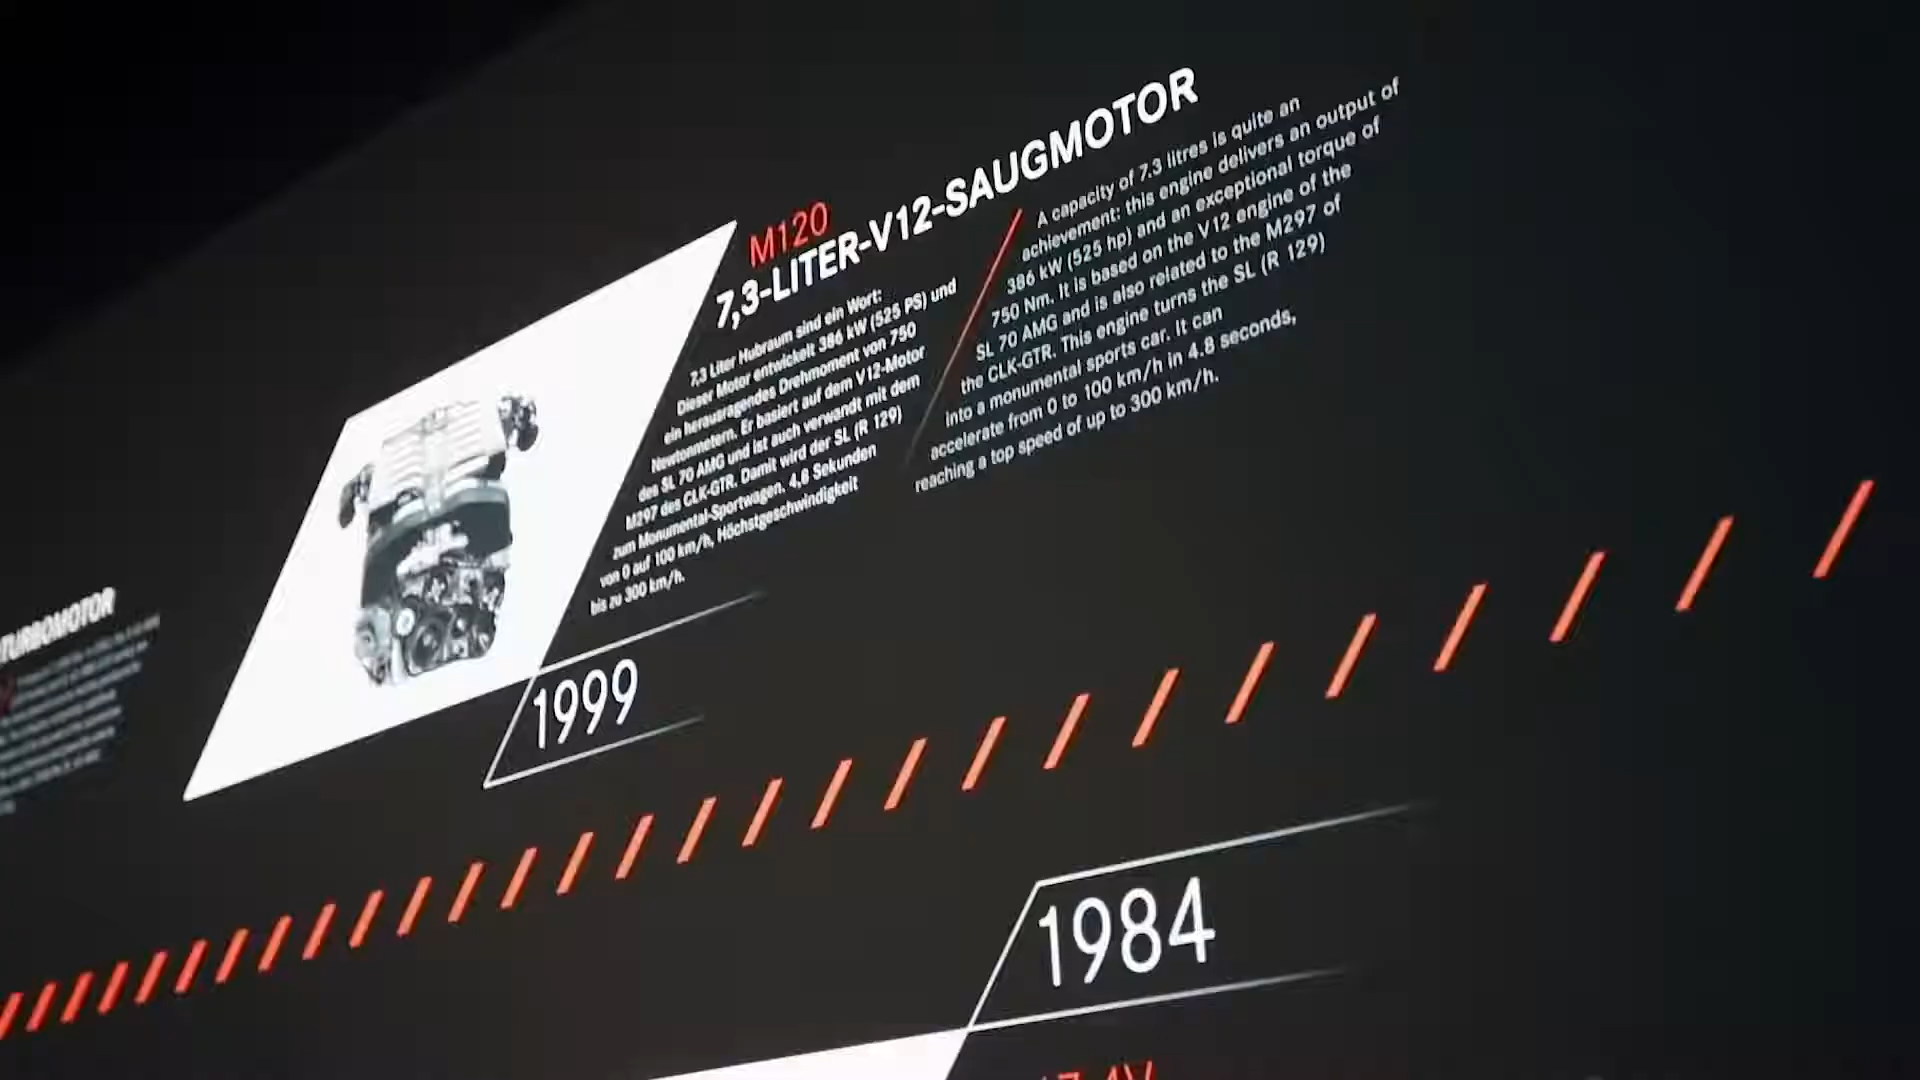 M120
7,3-LITER-V12-SAUGMOTOR
7,3 Liter Hubraum sind ein Wort:
Dieser Motor entwickelt 386 kW (525 PS) und
ein herausragendes Drehmoment von 750
Newtonmetern. Er basiert auf dem V12-Motor
des SL 70 AMG und ist auch verwandt mit dem
M297 des CLK-GTR. Damit wird der SL (R 129)
zum Monumental-Sportwagen. 4,8 Sekunden
von 0 auf 100 km/h, Höchstgeschwindigkeit
bis zu 300 km/h.
A capacity of 7.3 litres is quite an
achievement: this engine delivers an output of
386 kW (525 hp) and an exceptional torque of
750 Nm. It is based on the V12 engine of the
SL 70 AMG and is also related to the M297 of
the CLK-GTR. This engine turns the SL (R 129)
into a monumental sports car. It can
accelerate from 0 to 100 km/h in 4.8 seconds,
reaching a top speed of up to 300 km/h.
1999
TURBOMOTOR
1984